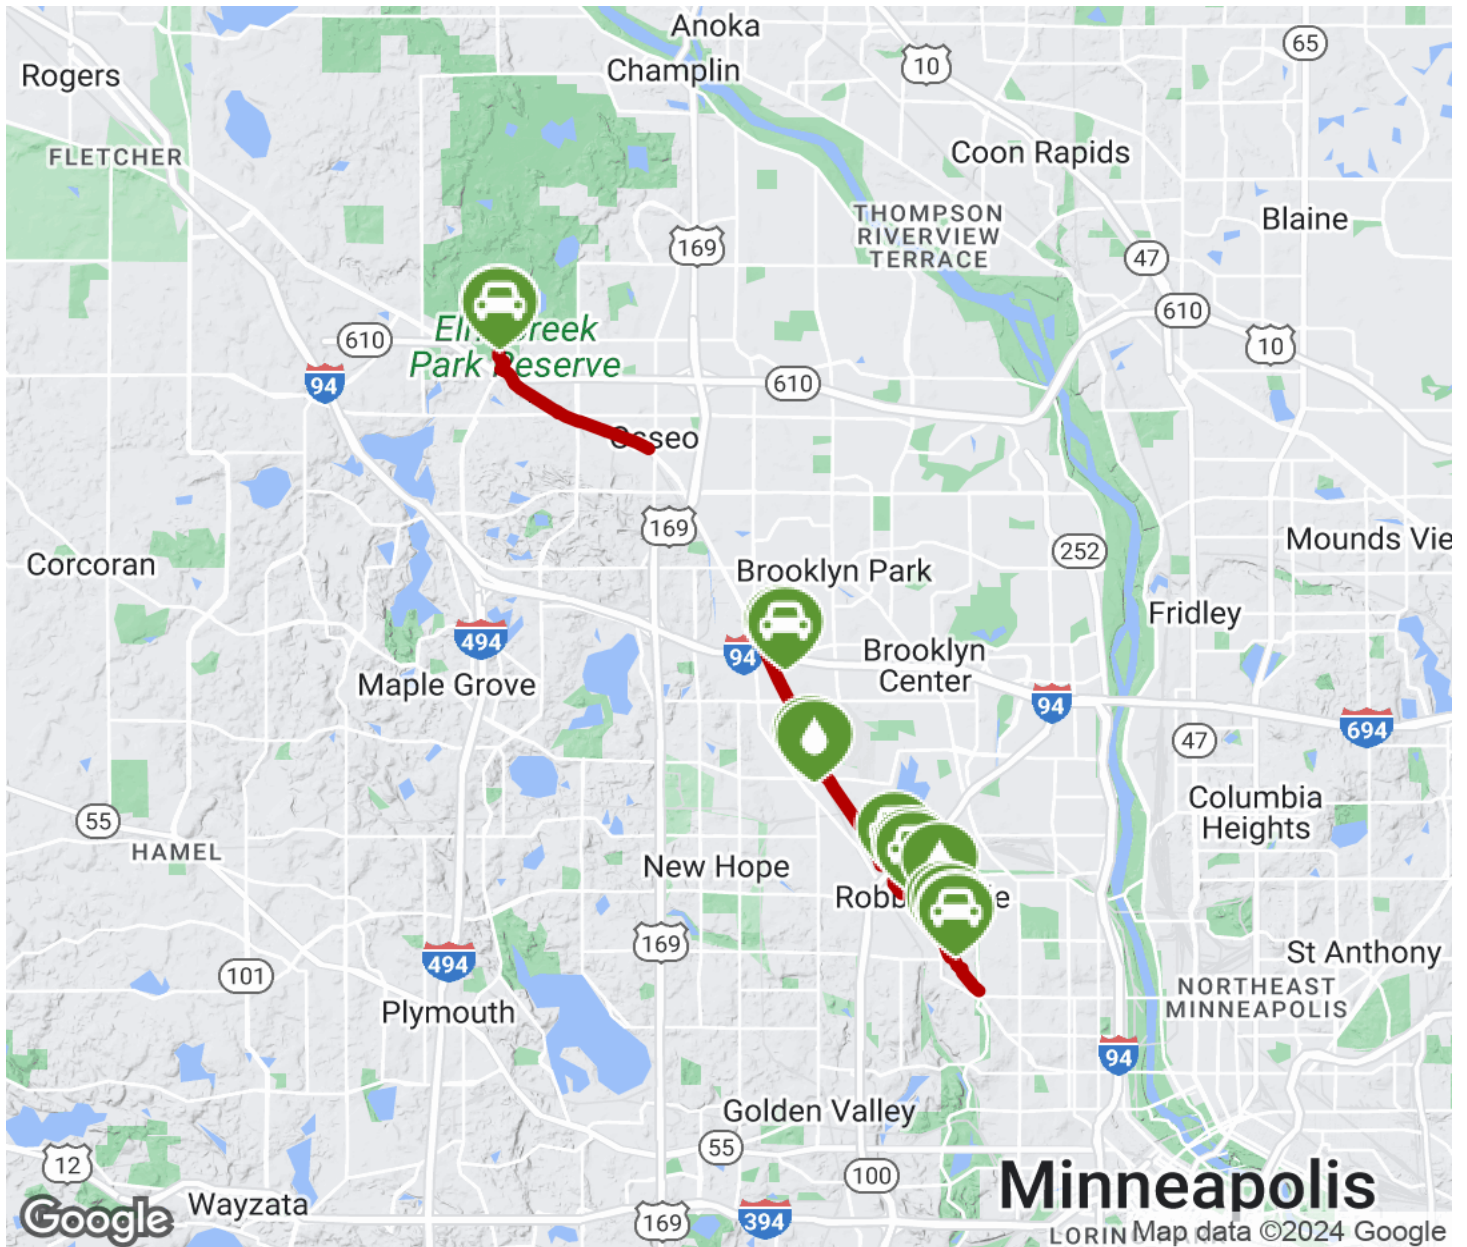 Anoka
Champlin
Rogers
10
65
FLETCHER
Coon Rapids
THOMPSON
RIVERVIEW
TERRACE
Blaine
169
47
610
10
610
Park Reserve
94
610
Osseo
169
Corcoran
252
Mounds Vie
Brooklyn Park
Fridley
494
94
Brooklyn
Center
Maple Grove
94
694
47
55
HAMEL
Columbia
Heights
New Hope
169
St Anthony
494
101
NORTHEAST
MINNEAPOLIS
Plymouth
94
Golden Valley
55
12
100
Minneapolis
Wayzata
Google
169
394
Map data ©2024 Google